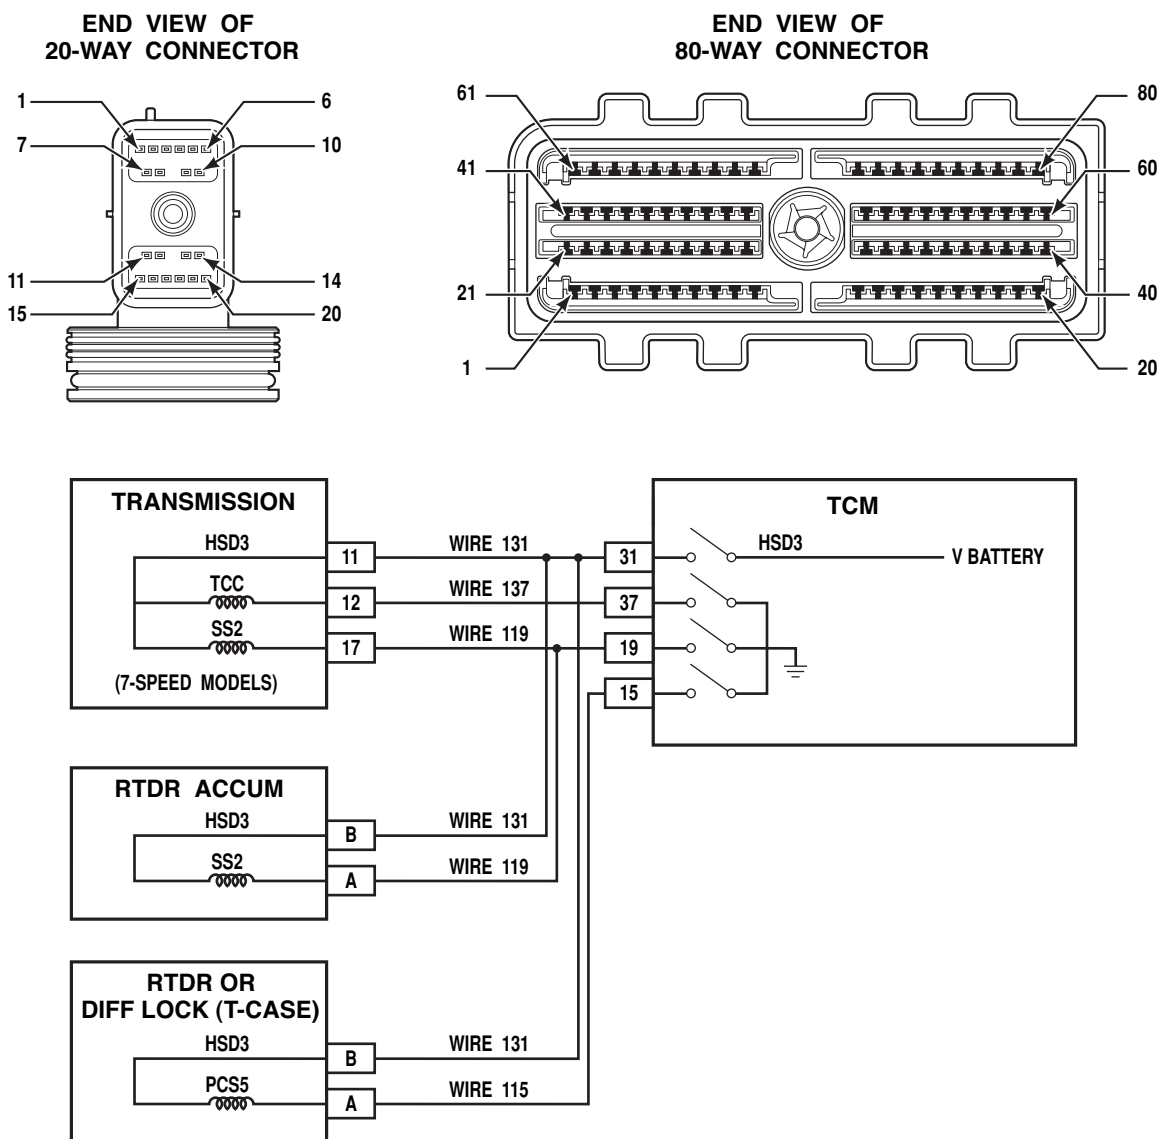 END VIEW OF
20-WAY CONNECTOR
END VIEW OF
80-WAY CONNECTOR
1
6
7
10
11
14
15
20
61
80
41
60
21
40
1
20
TRANSMISSION
HSD3
11
WIRE 131
TCC
12
WIRE 137
SS2
17
WIRE 119
(7-SPEED MODELS)
TCM
31
HSD3
V BATTERY
37
19
15
RTDR ACCUM
HSD3
B
WIRE 131
SS2
A
WIRE 119
RTDR OR
DIFF LOCK (T-CASE)
HSD3
B
WIRE 131
PCS5
A
WIRE 115